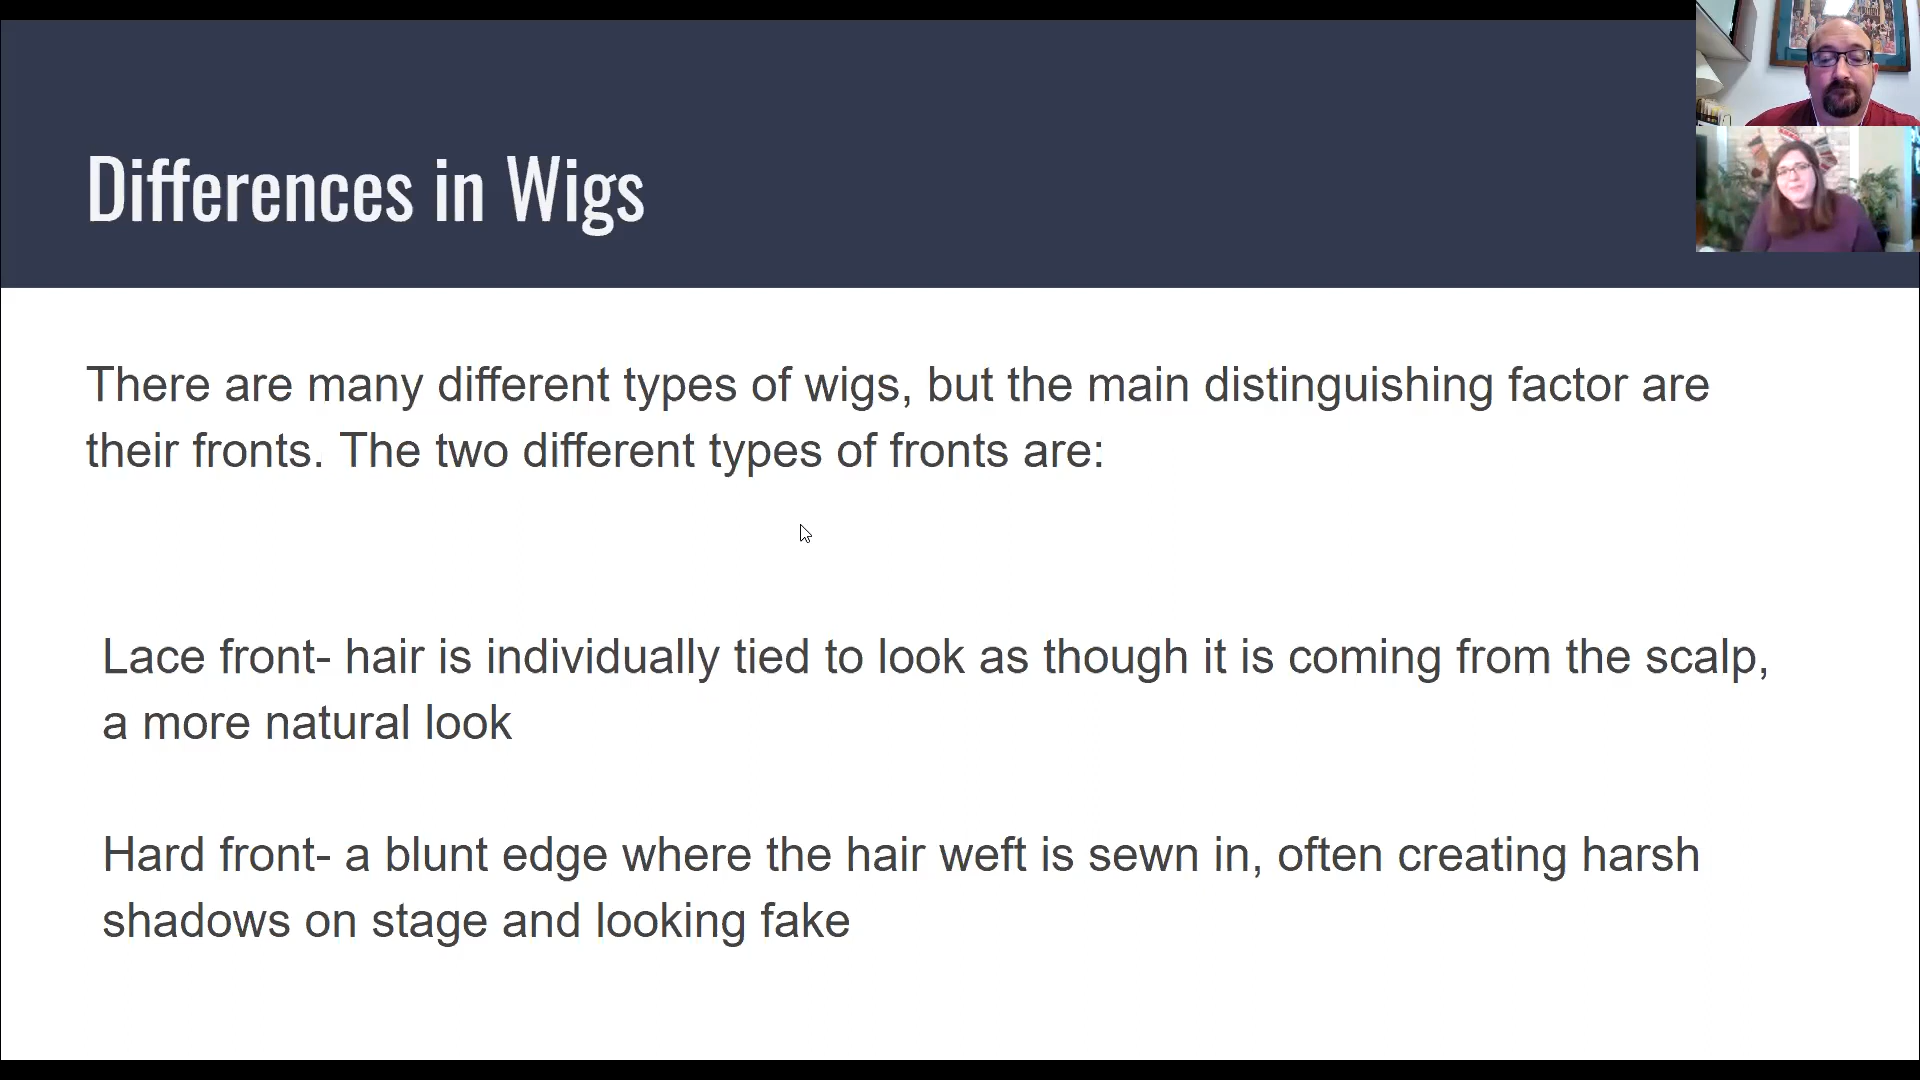 Differences in Wigs
There are many different types of wigs, but the main distinguishing factor are
their fronts. The two different types of fronts are:
Lace front- hair is individually tied to look as though it is coming from the scalp,
a more natural look
Hard front- a blunt edge where the hair weft is sewn in, often creating harsh
shadows on stage and looking fake